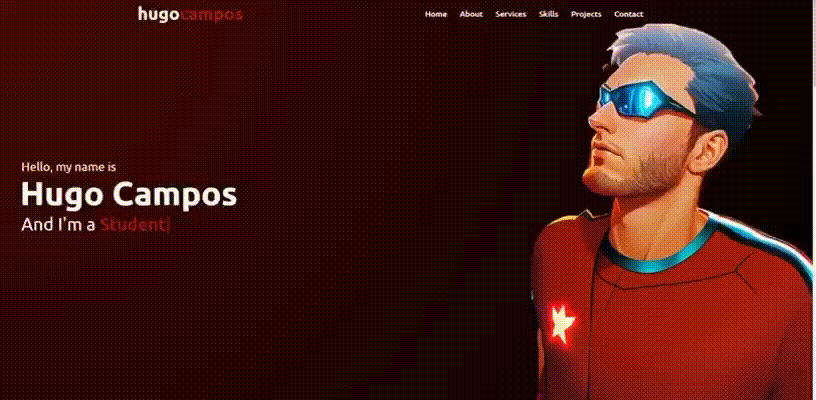 hugocampos
Home About Services Skills Projects Contact
Hello, my name is
Hugo Campos
And I'm a Student|